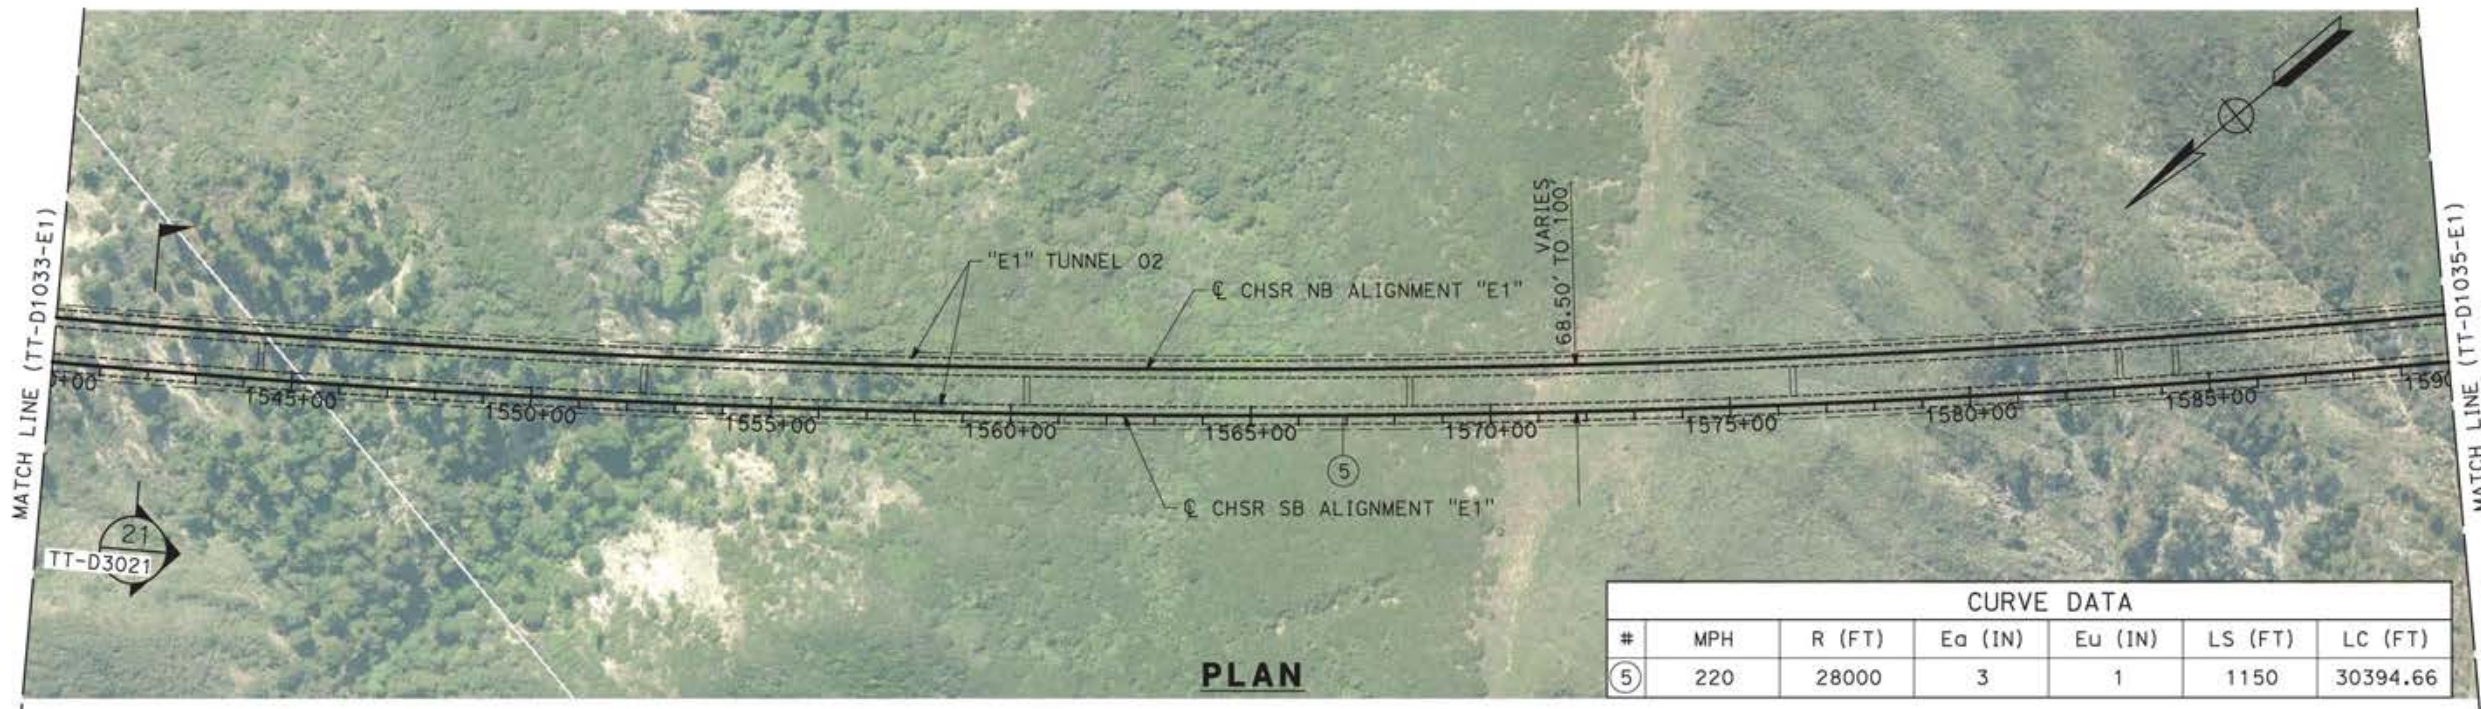 MATCH LINE (TT-D1033-E1)
"E1" TUNNEL 02
℄ CHSR NB ALIGNMENT "E1"
VARIES
68.50' TO 100'
MATCH LINE (TT-D1035-E1)
1545+00
1550+00
1555+00
1560+00
1565+00
1570+00
1575+00
1580+00
1585+00
1590
5
℄ CHSR SB ALIGNMENT "E1"
21
TT-D3021
PLAN
CURVE DATA
# MPH R (FT) Ea (IN) Eu (IN) LS (FT) LC (FT)
5 220 28000 3 1 1150 30394.66